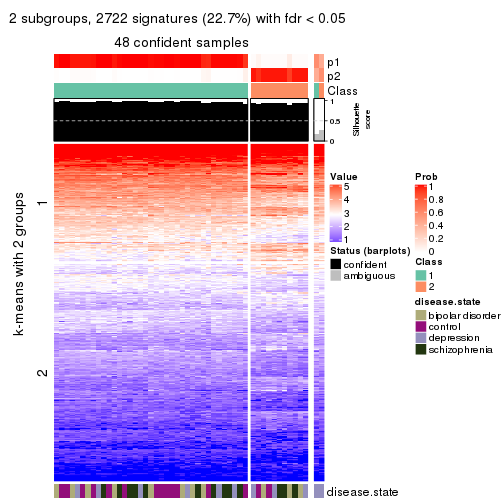 2 subgroups, 2722 signatures (22.7%) with fdr < 0.05
48 confident samples
p1
p2
Class
1
0.5
0
Silhouette
score
k-means with 2 groups
1
2
disease.state
Value
5
4
3
2
1
Status (barplots)
confident
ambiguous
Prob
1
0.8
0.6
0.4
0.2
0
Class
1
2
disease.state
bipolar disorder
control
depression
schizophrenia